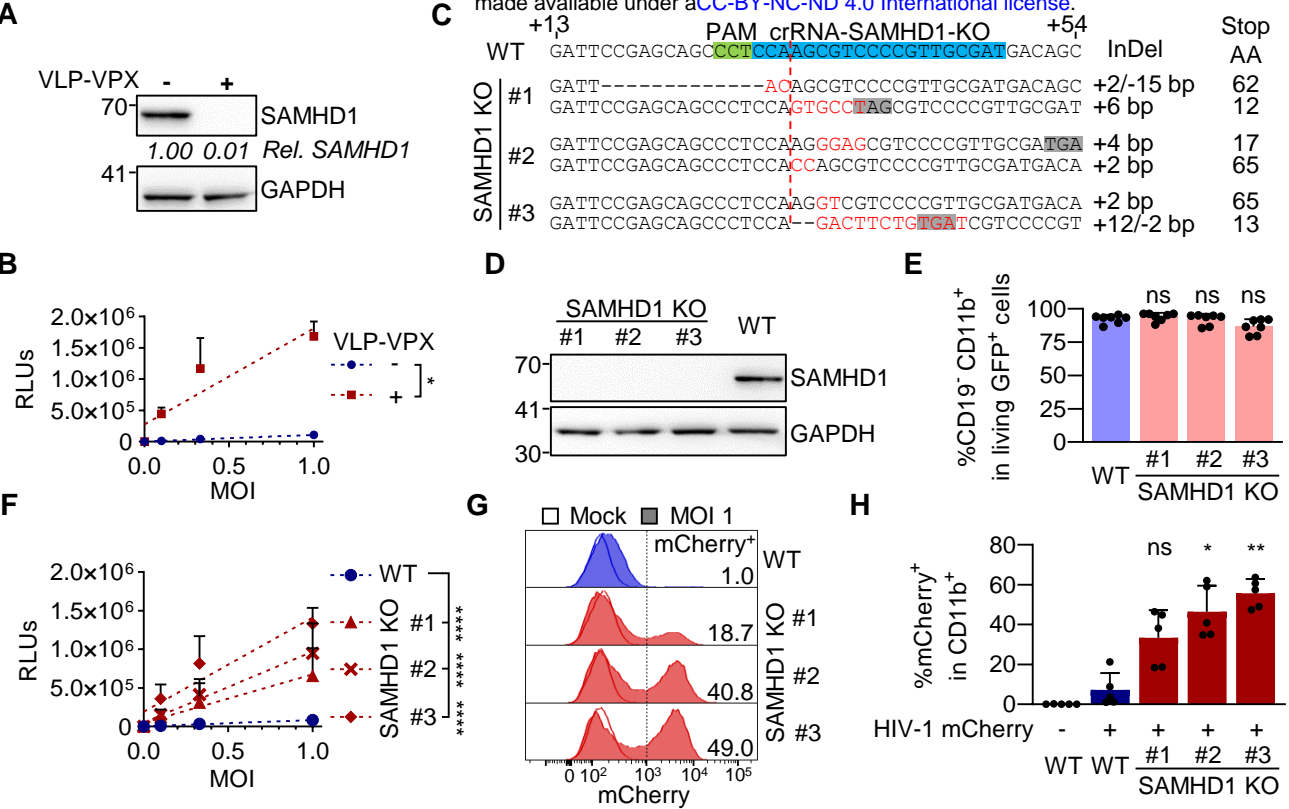 made available under aCC-BY-NC-ND 4.0 International license.
A
VLP-VPX - +
70
SAMHD1
1.00 0.01 Rel. SAMHD1
41
GAPDH
C
+13 PAM crRNA-SAMHD1-KO +54
InDel Stop AA
WT GATTCCGAGCAGCCCTCCAAGCGTCCCCGTTGCGATGACAGC
SAMHD1 KO
#1 GATT-------------ACAGCGTCCCCGTTGCGATGACAGC +2/-15 bp 62
GATTCCGAGCAGCCCTCCAGTGCCTAGCGTCCCCGTTGCGAT +6 bp 12
#2 GATTCCGAGCAGCCCTCCAAGGGAGCGTCCCCGTTGCGATGA +4 bp 17
GATTCCGAGCAGCCCTCCACCAGCGTCCCCGTTGCGATGACA +2 bp 65
#3 GATTCCGAGCAGCCCTCCAAGGTCGTCCCCGTTGCGATGACA +2 bp 65
GATTCCGAGCAGCCCTCCA--GACTTCTGTGATCGTCCCCGT +12/-2 bp 13
B
RLUs
2.0×10⁶
1.5×10⁶
1.0×10⁶
5.0×10⁵
0
0.0 0.5 1.0
MOI
VLP-VPX
-
+
*
D
SAMHD1 KO
#1 #2 #3 WT
70
SAMHD1
41
GAPDH
30
E
%CD19⁻ CD11b⁺
in living GFP⁺ cells
100
75
50
25
0
ns ns ns
WT #1 #2 #3
SAMHD1 KO
F
RLUs
2.0×10⁶
1.5×10⁶
1.0×10⁶
5.0×10⁵
0
0.0 0.5 1.0
MOI
WT
SAMHD1 KO
#1
#2
#3
****
****
****
G
Mock MOI 1
mCherry⁺
1.0 WT
SAMHD1 KO
18.7 #1
40.8 #2
49.0 #3
0 10² 10³ 10⁴ 10⁵
mCherry
H
%mCherry⁺
in CD11b⁺
80
60
40
20
0
ns * **
HIV-1 mCherry - + + + +
WT WT #1 #2 #3
SAMHD1 KO